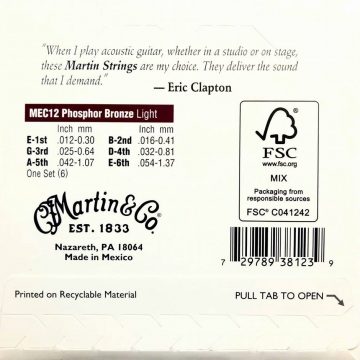 "When I play acoustic guitar, whether in a studio or on stage,
these Martin Strings are my choice. They deliver the sound
that I demand."
— Eric Clapton
MEC12 Phosphor Bronze Light
Inch mm Inch mm
E-1st .012-0.30 B-2nd .016-0.41
G-3rd .025-0.64 D-4th .032-0.81
A-5th .042-1.07 E-6th .054-1.37
One Set (6)
Martin & Co.
EST. 1833
Nazareth, PA 18064
Made in Mexico
FSC
www.fsc.org
MIX
Packaging from
responsible sources
FSC® C041242
7 29789 38123 9
Printed on Recyclable Material
PULL TAB TO OPEN